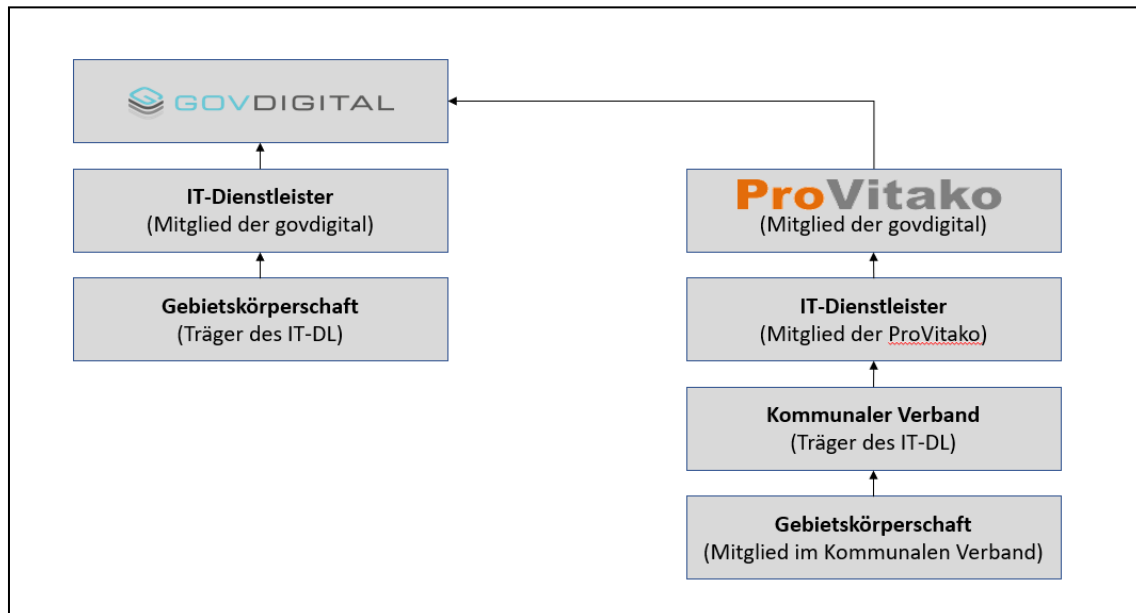 GOVDIGITAL
IT-Dienstleister
(Mitglied der govdigital)
Gebietskörperschaft
(Träger des IT-DL)
ProVitako
(Mitglied der govdigital)
IT-Dienstleister
(Mitglied der ProVitako)
Kommunaler Verband
(Träger des IT-DL)
Gebietskörperschaft
(Mitglied im Kommunalen Verband)